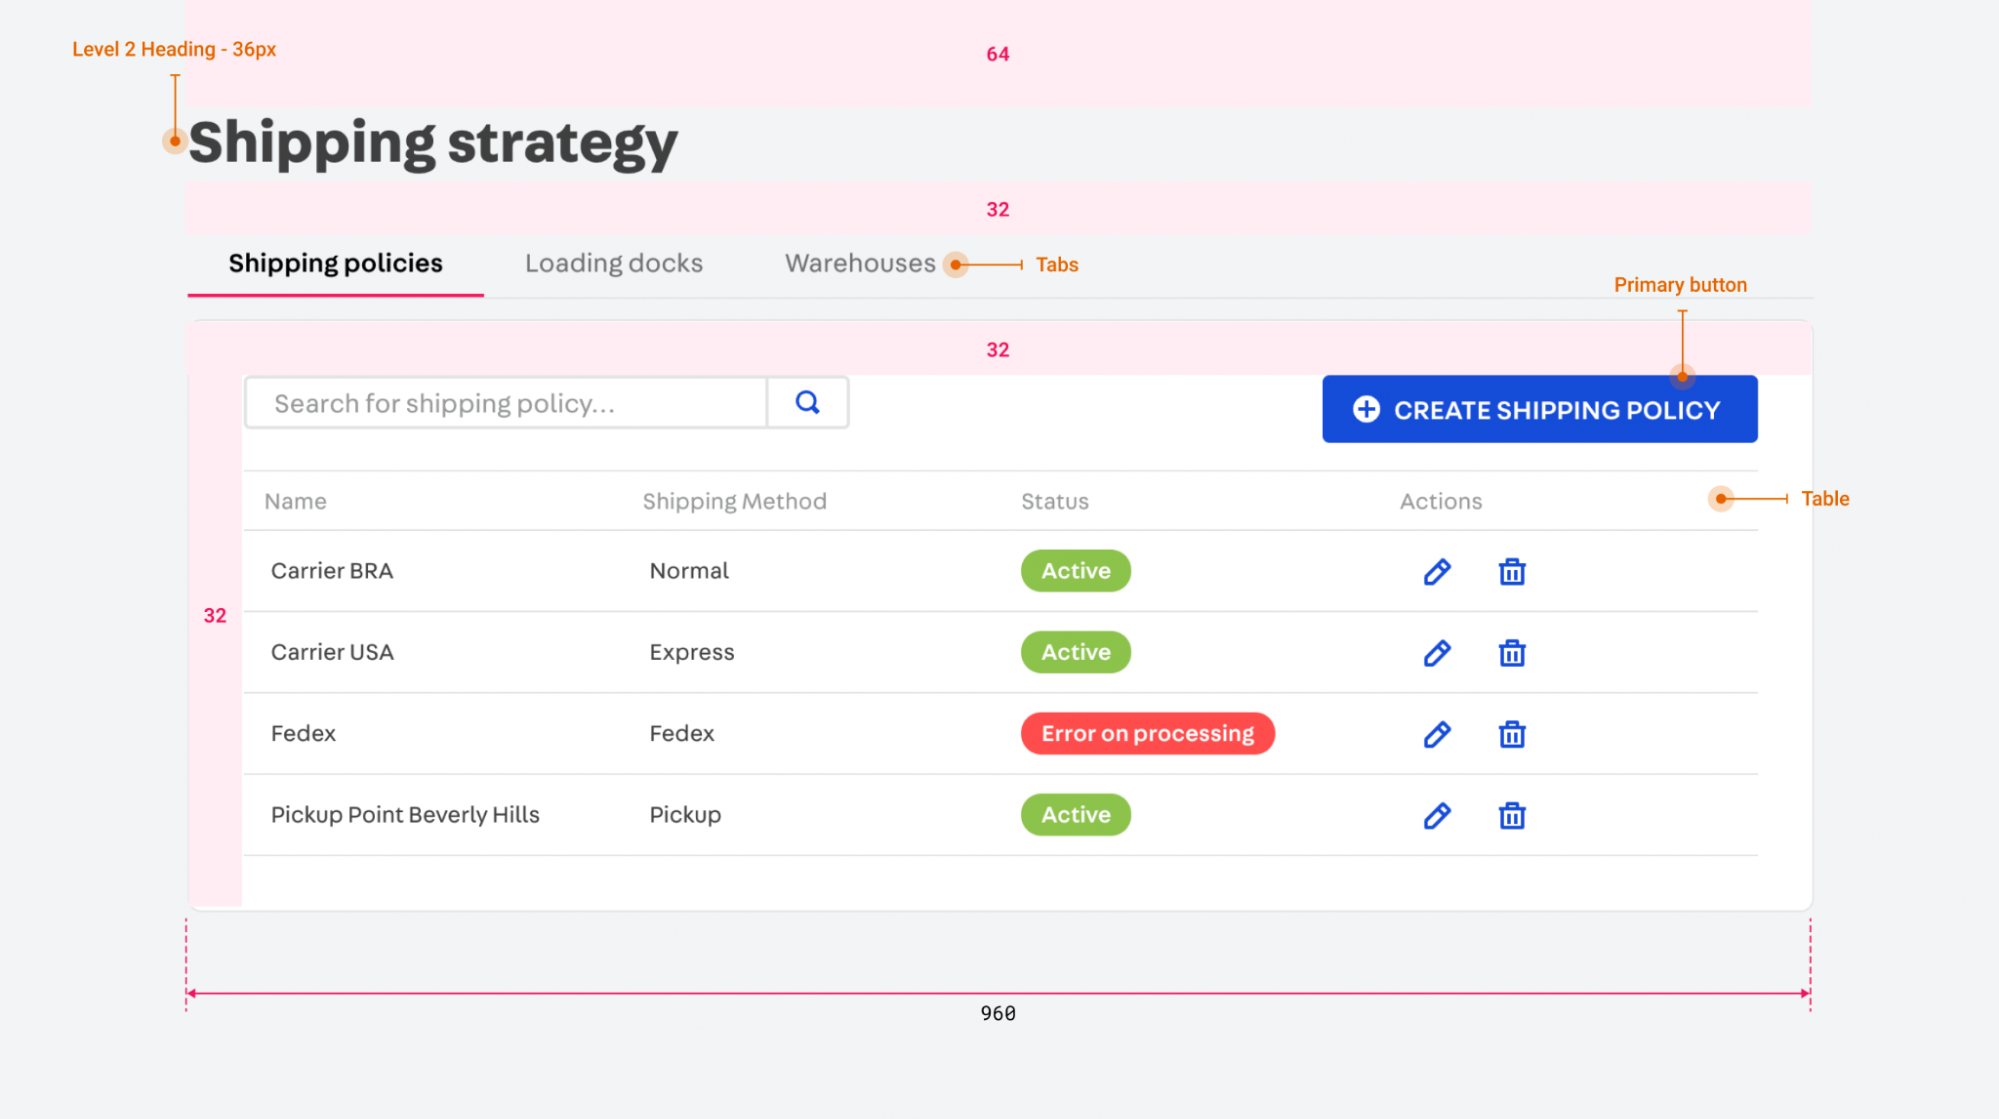 Level 2 Heading - 36px
64
Shipping strategy
32
Shipping policies Loading docks Warehouses Tabs
Primary button
32
Search for shipping policy... CREATE SHIPPING POLICY
Name Shipping Method Status Actions Table
Carrier BRA Normal Active
32
Carrier USA Express Active
Fedex Fedex Error on processing
Pickup Point Beverly Hills Pickup Active
960